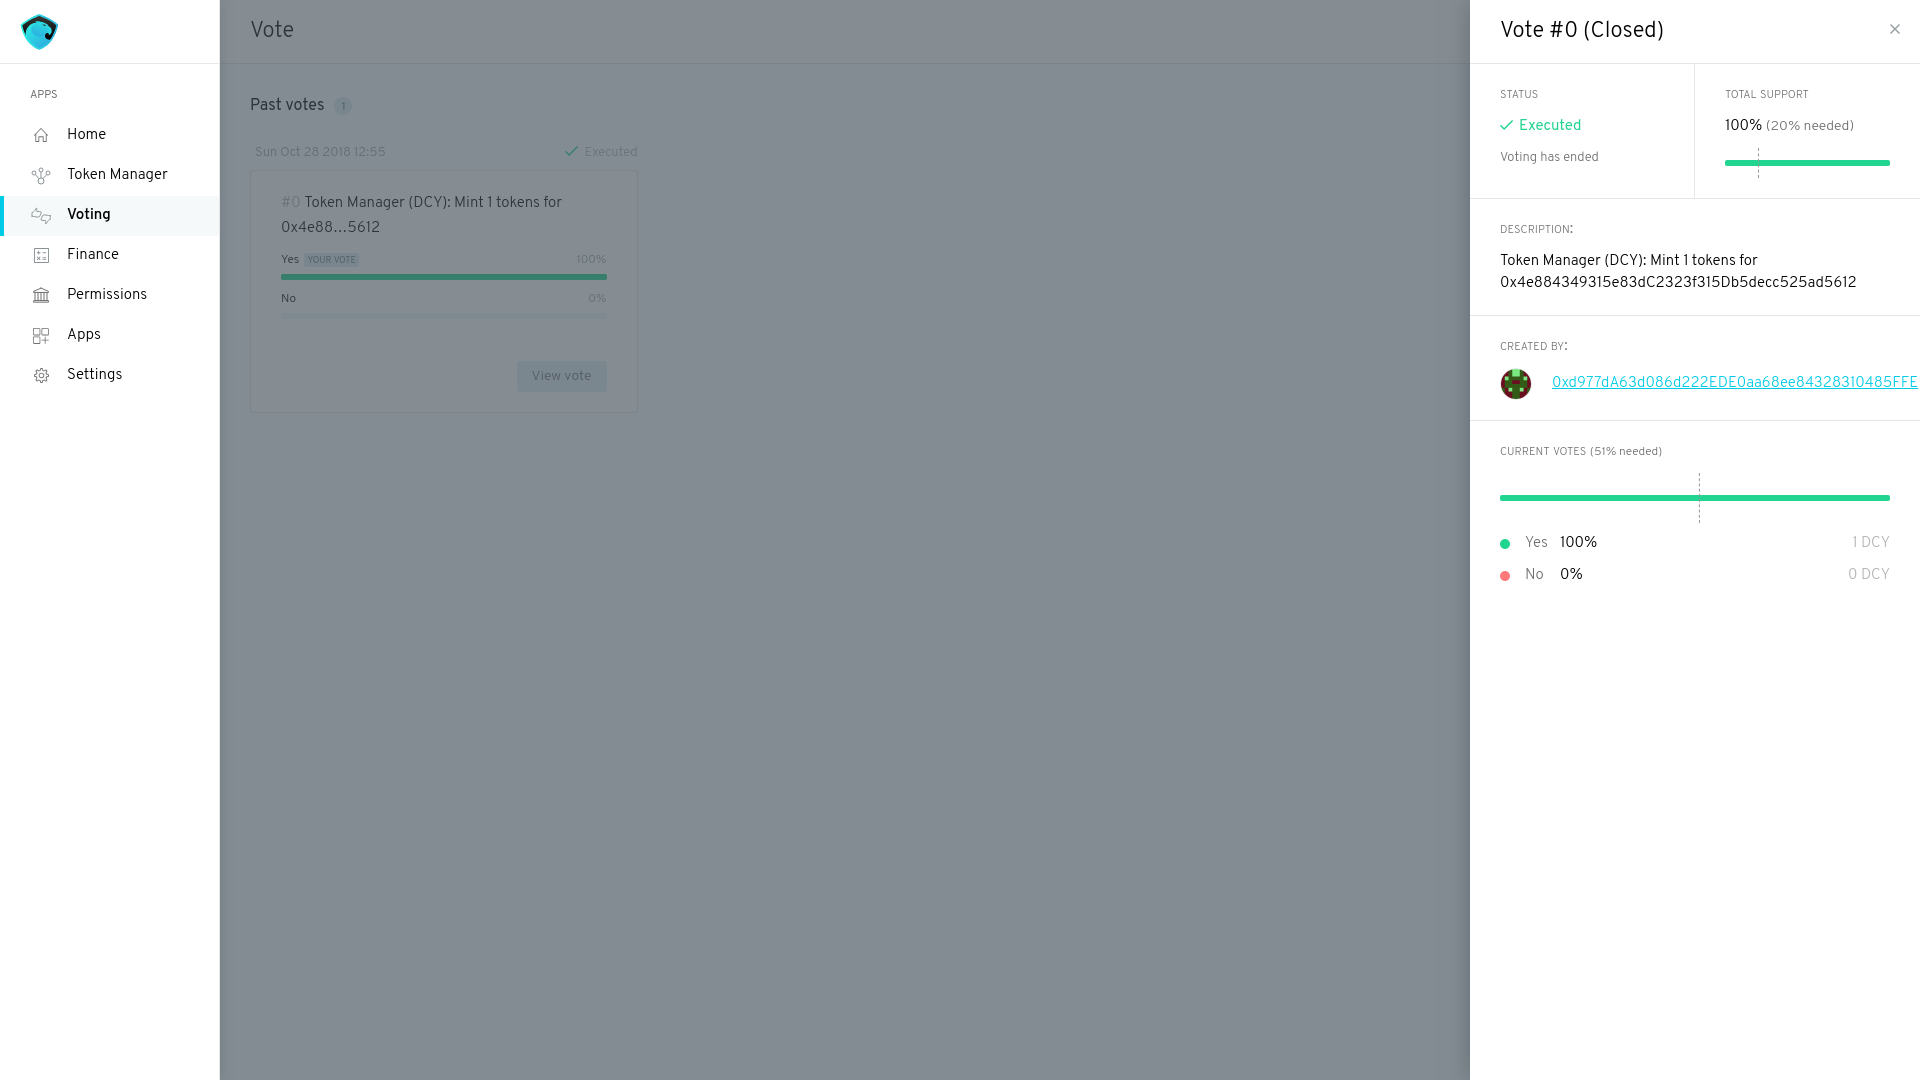 APPS
Home
Token Manager
Voting
Finance
Permissions
Apps
Settings
Vote
Past votes 1
Sun Oct 28 2018 12:55 Executed
#0 Token Manager (DCY): Mint 1 tokens for
0x4e88...5612
Yes YOUR VOTE 100%
No 0%
View vote
Vote #0 (Closed)
STATUS
Executed
Voting has ended
TOTAL SUPPORT
100% (20% needed)
DESCRIPTION:
Token Manager (DCY): Mint 1 tokens for
0x4e884349315e83dC2323f315Db5decc525ad5612
CREATED BY:
0xd977dA63d086d222EDE0aa68ee84328310485FFE
CURRENT VOTES (51% needed)
Yes 100% 1 DCY
No 0% 0 DCY